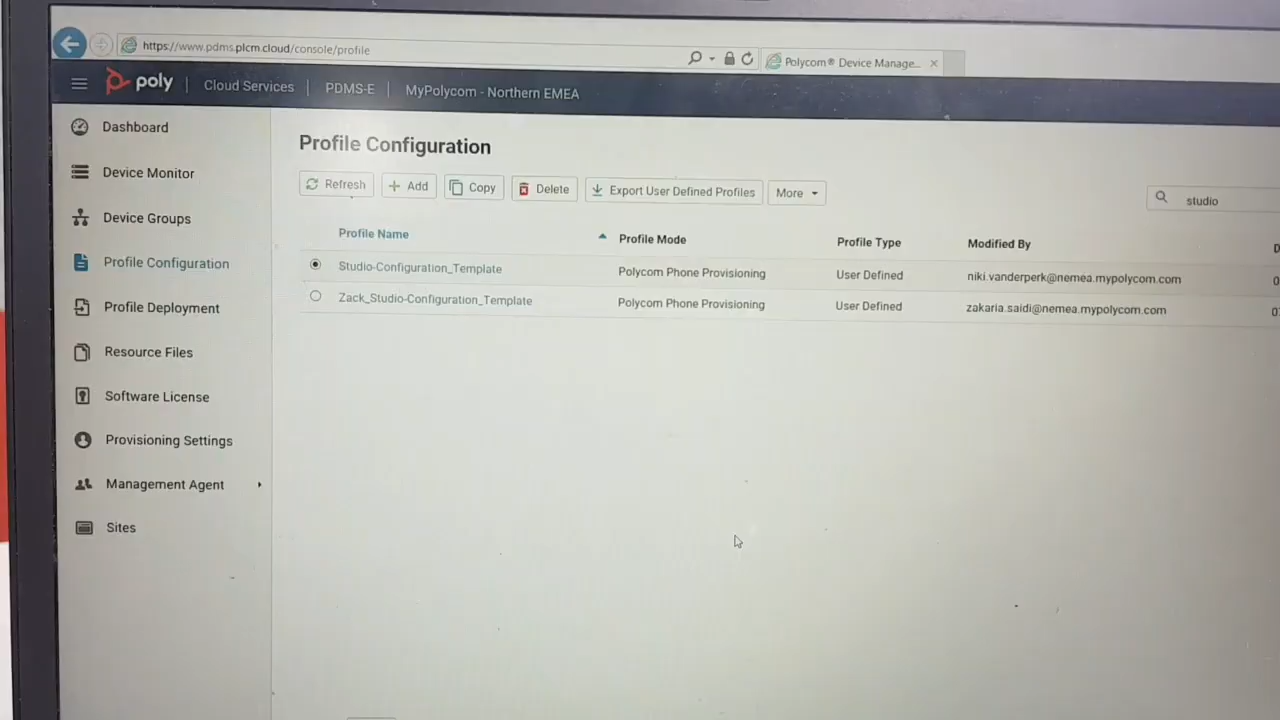 https://www.pdms.plcm.cloud/console/profile
Polycom® Device Manage...
poly | Cloud Services | PDMS-E | MyPolycom - Northern EMEA
Dashboard
Device Monitor
Device Groups
Profile Configuration
Profile Deployment
Resource Files
Software License
Provisioning Settings
Management Agent
Sites
Profile Configuration
Refresh Add Copy Delete Export User Defined Profiles More
studio
Profile Name Profile Mode Profile Type Modified By
Studio-Configuration_Template Polycom Phone Provisioning User Defined niki.vanderperk@nemea.mypolycom.com
Zack_Studio-Configuration_Template Polycom Phone Provisioning User Defined zakaria.saidi@nemea.mypolycom.com